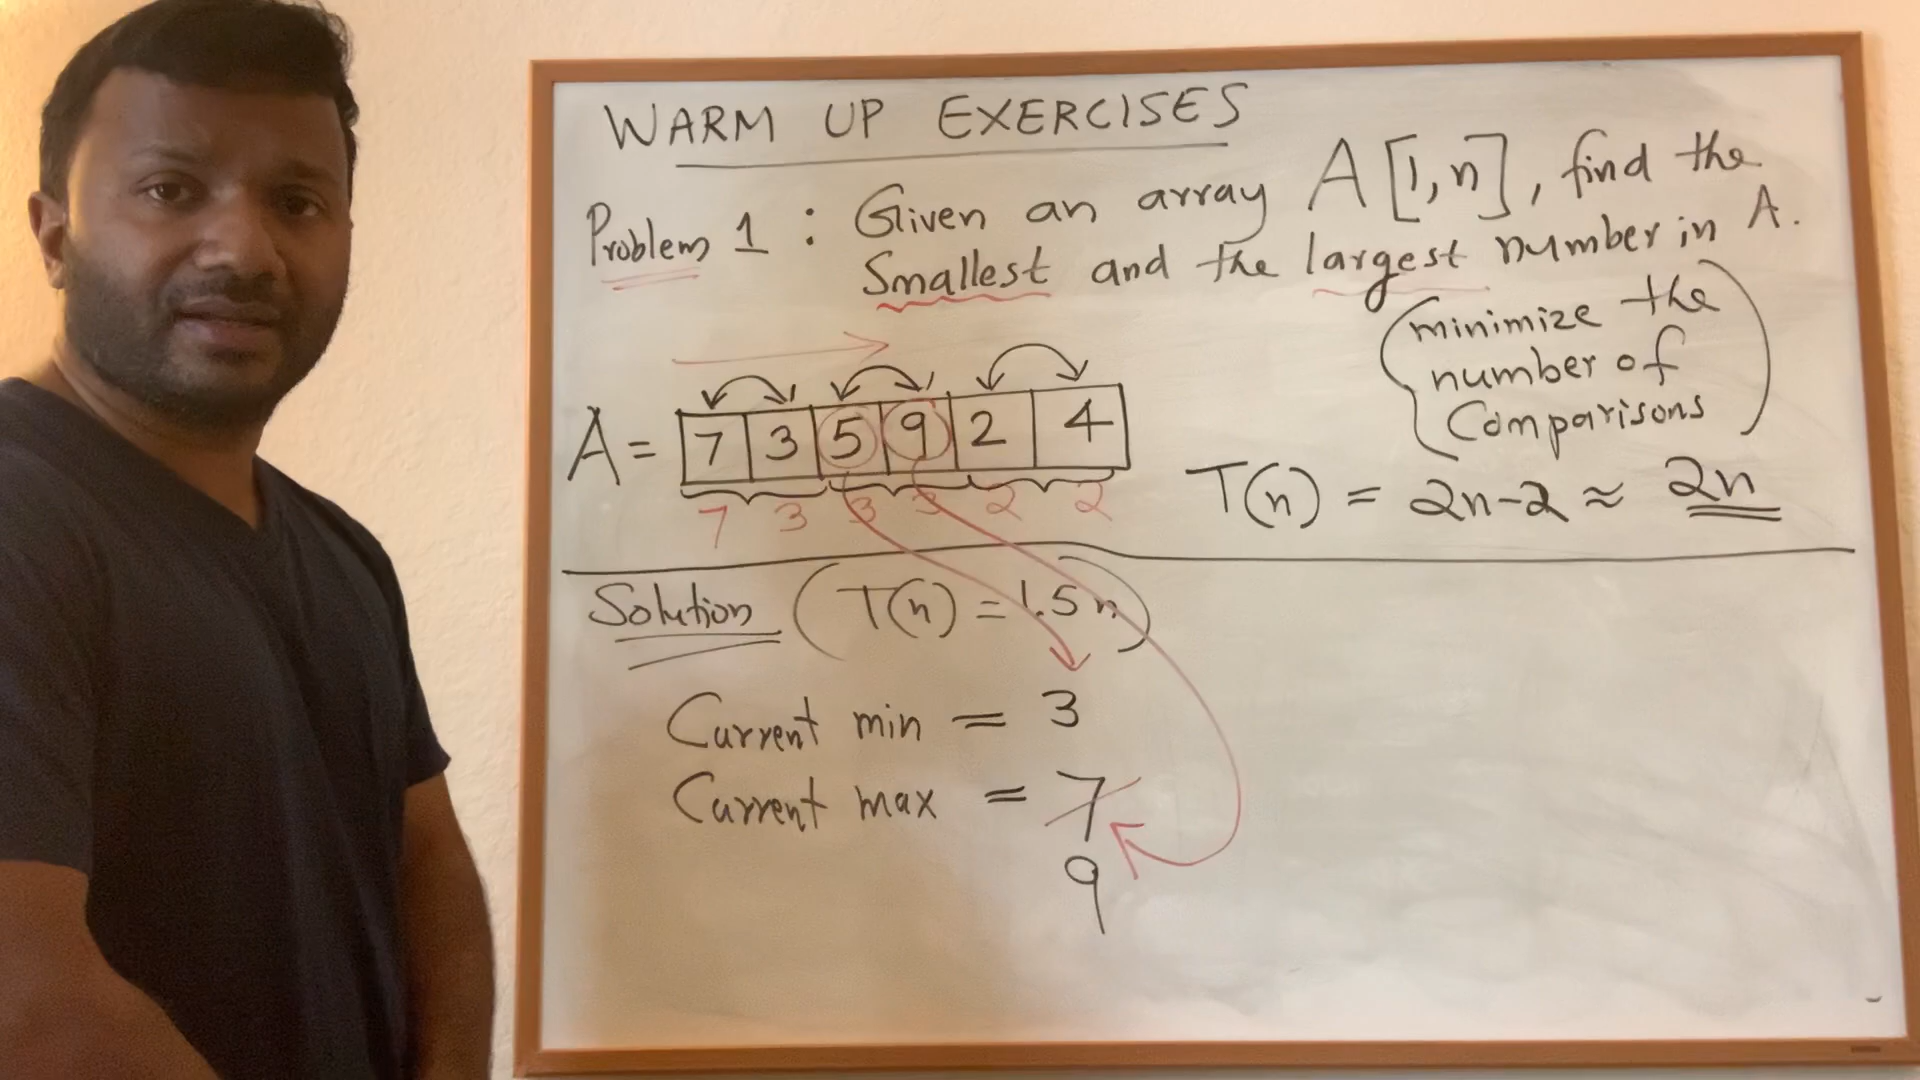 WARM UP EXERCISES
Problem 1 : Given an array A [1, n], find the
Smallest and the largest number in A.
(minimize the
number of
Comparisons)
A = 7 3 5 9 2 4
7 3 3 3 2 2
T(n) = 2n-2 ≈ 2n
Solution (T(n) = 1.5n)
Current min = 3
Current max = 7
9